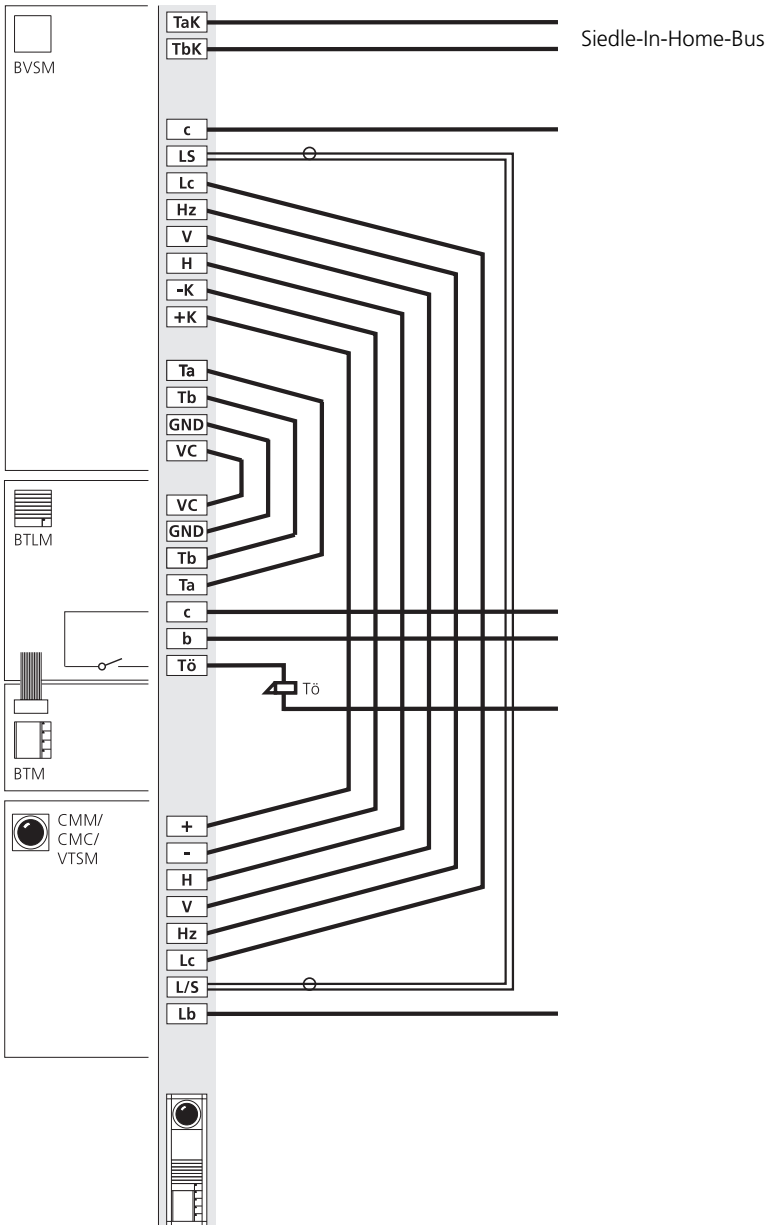 TaK
Siedle-In-Home-Bus
TbK
BVSM
c
LS
Lc
Hz
V
H
-K
+K
Ta
Tb
GND
VC
VC
BTLM
GND
Tb
Ta
c
b
Tö
Tö
BTM
CMM/
CMC/
VTSM
+
-
H
V
Hz
Lc
L/S
Lb